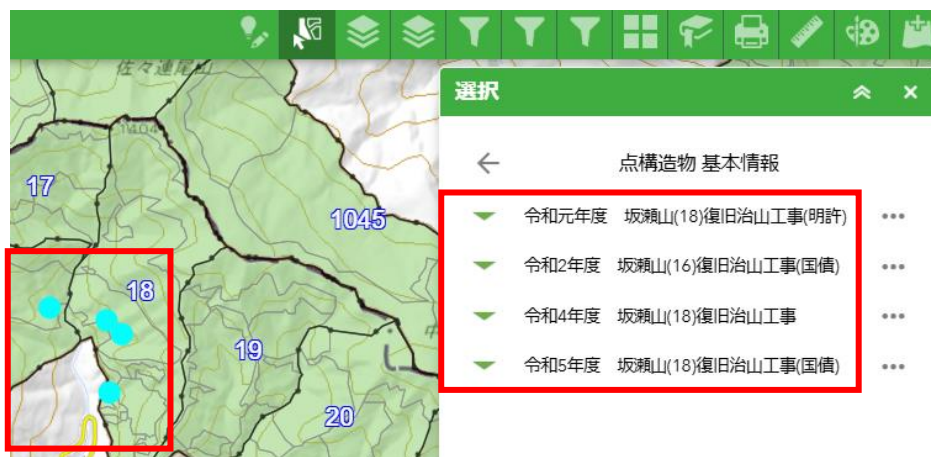 佐々連尾山
1404
17
1045
18
19
20
中
選択
点構造物 基本情報
令和元年度 坂瀬山(18)復旧治山工事(明許)
令和2年度 坂瀬山(16)復旧治山工事(国債)
令和4年度 坂瀬山(18)復旧治山工事
令和5年度 坂瀬山(18)復旧治山工事(国債)